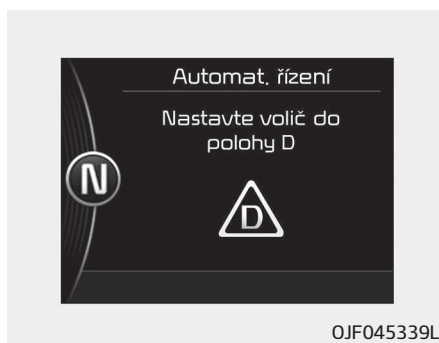 Automat. řízení
Nastavte volič do
polohy D
N
D
OJF045339L